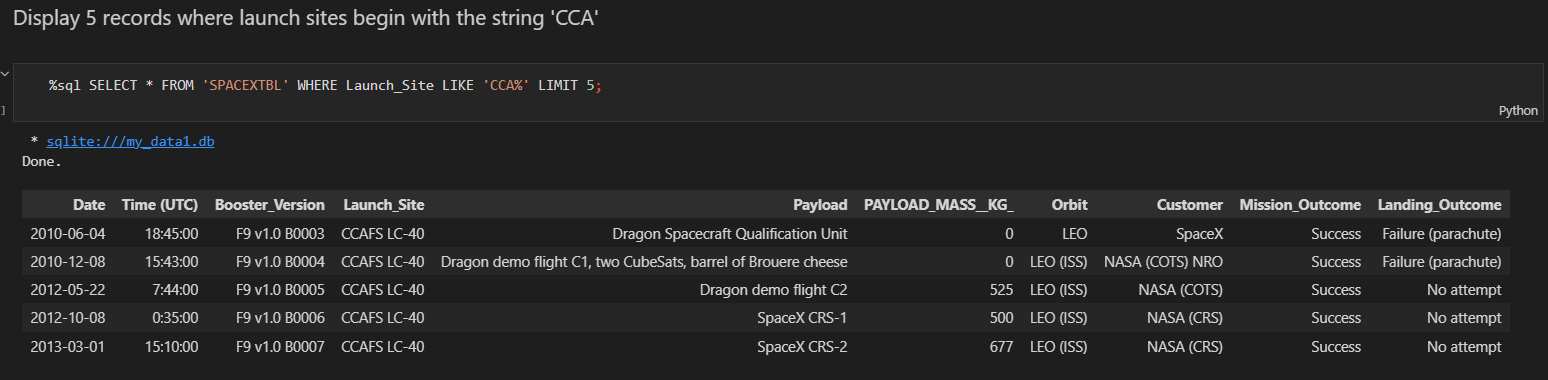 Display 5 records where launch sites begin with the string 'CCA'
%sql SELECT * FROM 'SPACEXTBL' WHERE Launch_Site LIKE 'CCA%' LIMIT 5;
]
Python
* sqlite:///my_data1.db
Done.
Date Time (UTC) Booster_Version Launch_Site Payload PAYLOAD_MASS__KG_ Orbit Customer Mission_Outcome Landing_Outcome
2010-06-04 18:45:00 F9 v1.0 B0003 CCAFS LC-40 Dragon Spacecraft Qualification Unit 0 LEO SpaceX Success Failure (parachute)
2010-12-08 15:43:00 F9 v1.0 B0004 CCAFS LC-40 Dragon demo flight C1, two CubeSats, barrel of Brouere cheese 0 LEO (ISS) NASA (COTS) NRO Success Failure (parachute)
2012-05-22 7:44:00 F9 v1.0 B0005 CCAFS LC-40 Dragon demo flight C2 525 LEO (ISS) NASA (COTS) Success No attempt
2012-10-08 0:35:00 F9 v1.0 B0006 CCAFS LC-40 SpaceX CRS-1 500 LEO (ISS) NASA (CRS) Success No attempt
2013-03-01 15:10:00 F9 v1.0 B0007 CCAFS LC-40 SpaceX CRS-2 677 LEO (ISS) NASA (CRS) Success No attempt